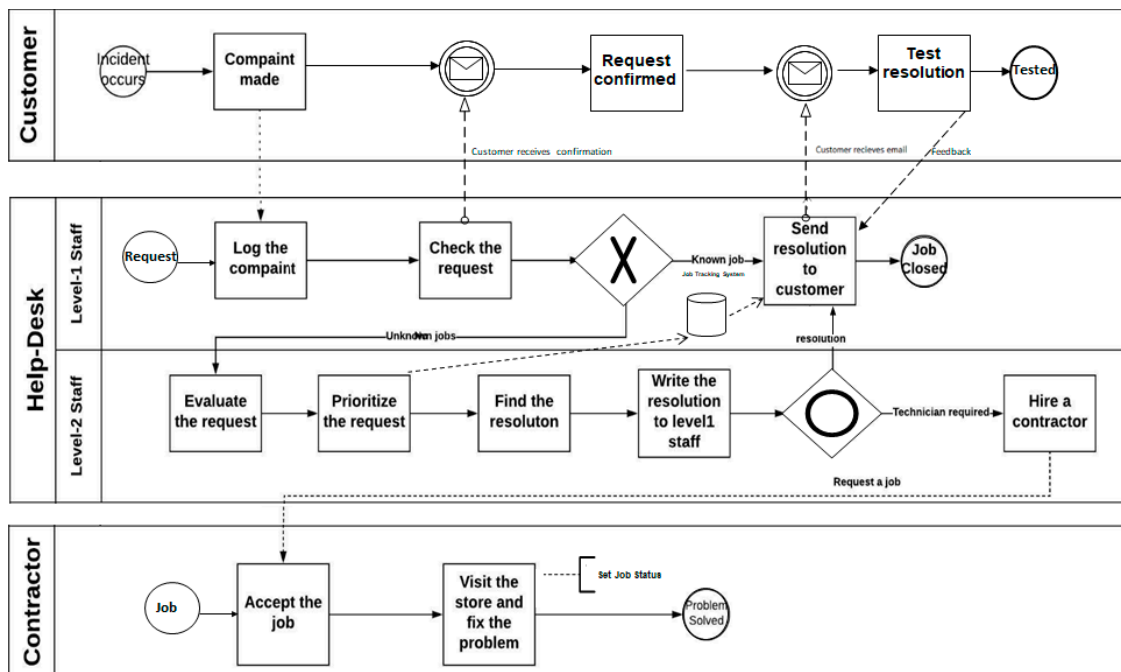 Customer
Incident
occurs
Compaint
made
Request
confirmed
Test
resolution
Tested
Customer receives confirmation
Customer recieves email
Feedback
Help-Desk
Level-1 Staff
Request
Log the
compaint
Check the
request
X
Known job
Job Tracking System
Send
resolution
to
customer
Job
Closed
Unknown jobs
resolution
Level-2 Staff
Evaluate
the request
Prioritize
the request
Find the
resoluton
Write the
resolution
to level1
staff
Technician required
Hire a
contractor
Request a job
Contractor
Job
Accept the
job
Visit the
store and
fix the
problem
Set Job Status
Problem
Solved